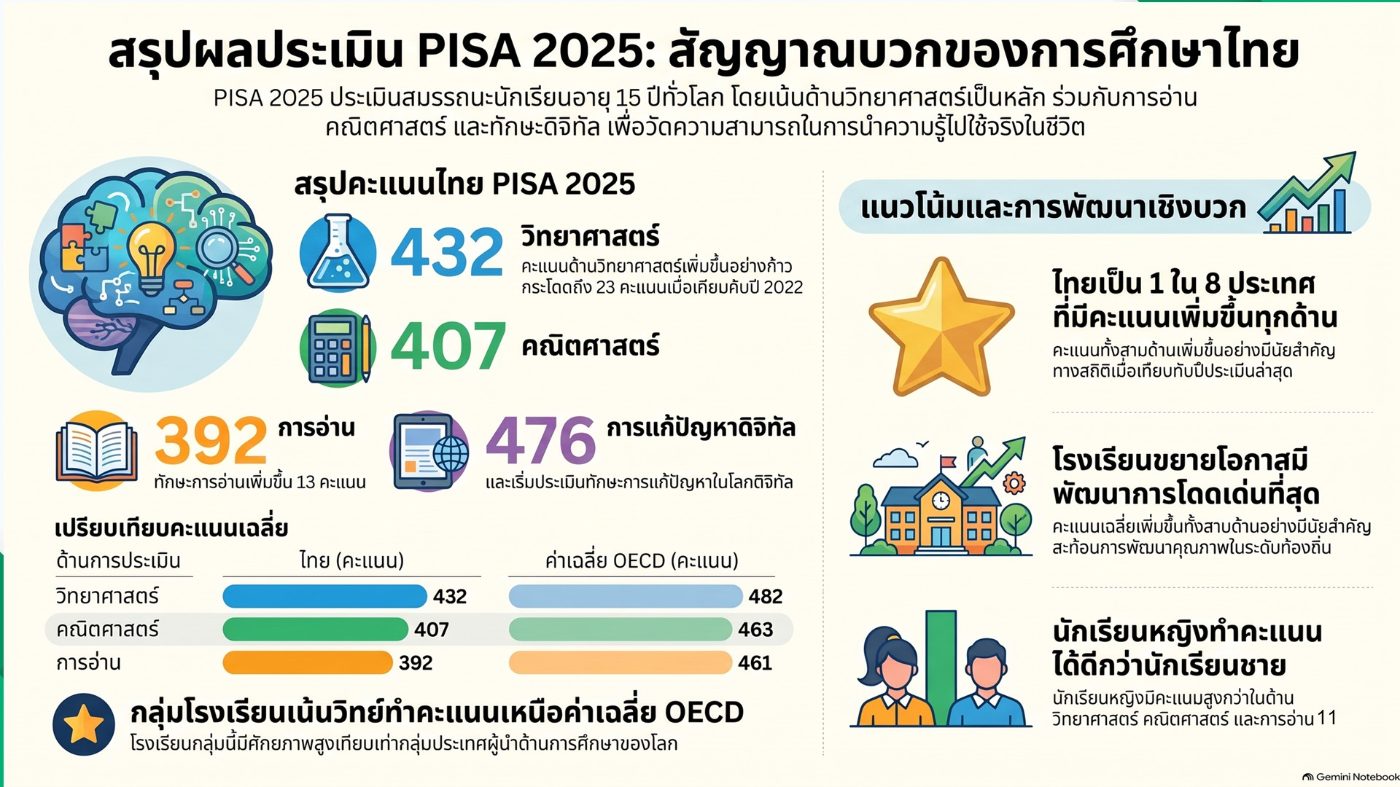 สรุปผลประเมิน PISA 2025: สัญญาณบวกของการศึกษาไทย
PISA 2025 ประเมินสมรรถนะนักเรียนอายุ 15 ปีทั่วโลก โดยเน้นด้านวิทยาศาสตร์เป็นหลัก ร่วมกับการอ่าน
คณิตศาสตร์ และทักษะดิจิทัล เพื่อวัดความสามารถในการนำความรู้ไปใช้จริงในชีวิต
สรุปคะแนนไทย PISA 2025
432 วิทยาศาสตร์
คะแนนด้านวิทยาศาสตร์เพิ่มขึ้นอย่างก้าว
กระโดดถึง 23 คะแนนเมื่อเทียมคับปี 2022
407 คณิตศาสตร์
392 การอ่าน
ทักษะการอ่านเพิ่มขึ้น 13 คะแนน
476 การแก้ปัญหาดิจิทัล
และเริ่มประเมินทักษะการแก้ปัญหาในโลกติจิทัล
เปรียบเทียบคะแนนเฉลี่ย
ด้านการประเมิน ไทย (คะแนน) ค่าเฉลี่ย OECD (คะแนน)
วิทยาศาสตร์ 432 482
คณิตศาสตร์ 407 463
การอ่าน 392 461
กลุ่มโรงเรียนเน้นวิทย์ทำคะแนนเหนือค่าเฉลี่ย OECD
โรงเรียนกลุ่มนี้มีศักยภาพสูงเทียบเท่ากลุ่มประเทศผู้นำด้านการศึกษาของโลก
แนวโน้มและการพัฒนาเชิงบวก
ไทยเป็น 1 ใน 8 ประเทศ
ที่มีคะแนนเพิ่มขึ้นทุกด้าน
คะแนนทั้งสามด้านเพิ่มขึ้นอย่างมีนัยสำคัญ
ทางสถิติเมื่อเทียบทับปีประเมินล่าสุด
โรงเรียนขยายโอกาสมี
พัฒนาการโดดเด่นที่สุด
คะแนนเฉลี่ยเพิ่มขึ้นทั้งสาบด้านอย่างมีนัยสำคัญ
สะท้อนการพัฒนาคุณภาพในระดับท้องถิ่น
นักเรียนหญิงทำคะแนน
ได้ดีกว่านักเรียนชาย
นักเรียนหญิงมีคะแนมสูงกว่าในด้าน
วิทยาศาสตร์ คณิตศาสตร์ และการอ่าน 11
Gemini Notebook